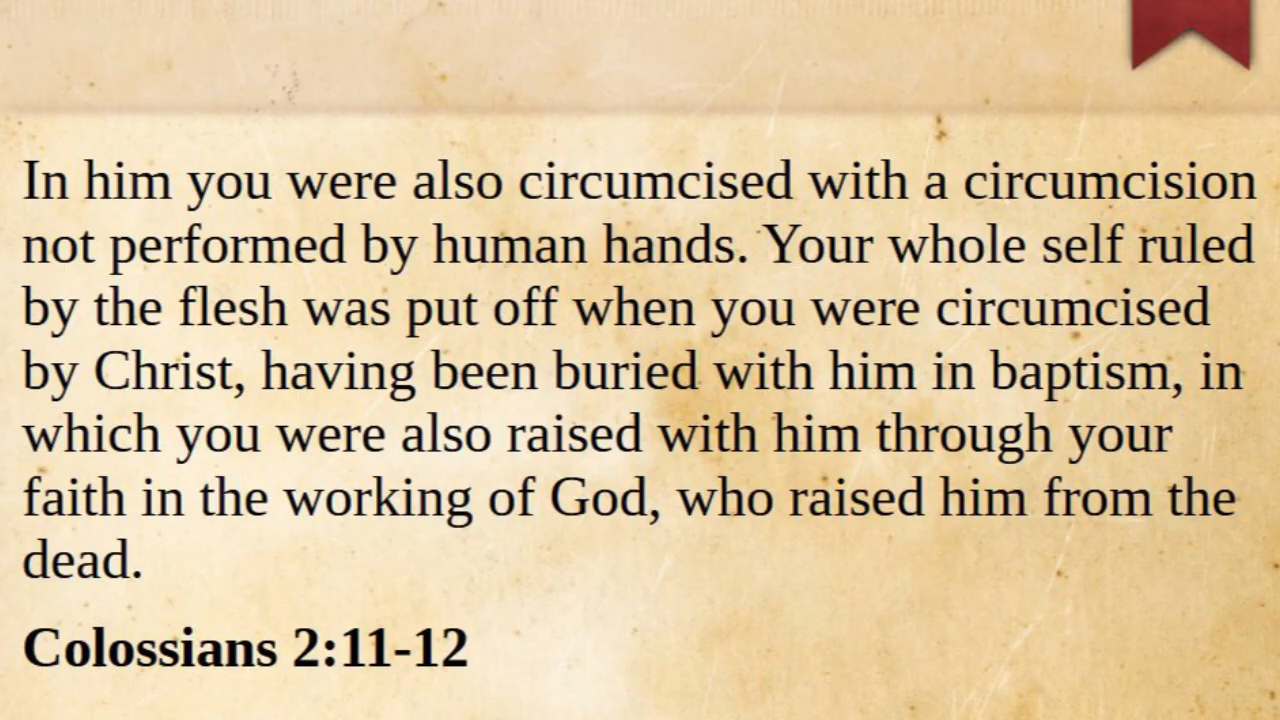 In him you were also circumcised with a circumcision
not performed by human hands. Your whole self ruled
by the flesh was put off when you were circumcised
by Christ, having been buried with him in baptism, in
which you were also raised with him through your
faith in the working of God, who raised him from the
dead.
Colossians 2:11-12